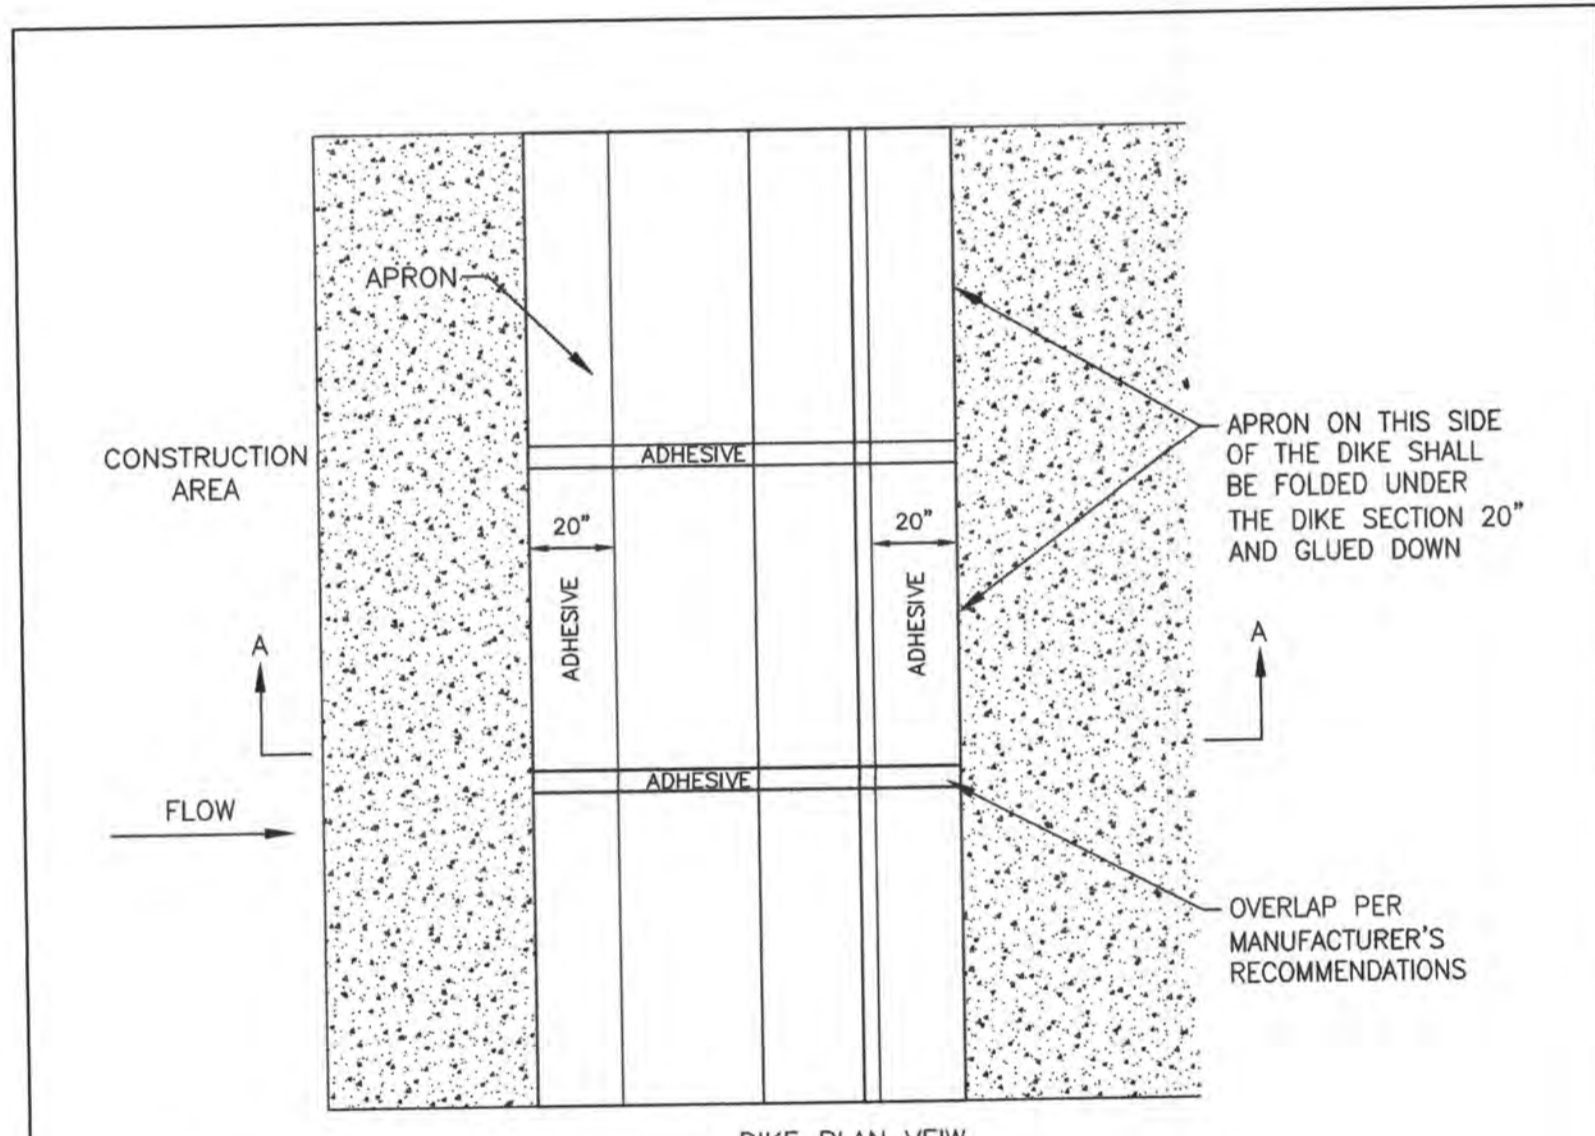 APRON
CONSTRUCTION
AREA
ADHESIVE
20"
20"
ADHESIVE
ADHESIVE
APRON ON THIS SIDE
OF THE DIKE SHALL
BE FOLDED UNDER
THE DIKE SECTION 20"
AND GLUED DOWN
A
A
ADHESIVE
FLOW
OVERLAP PER
MANUFACTURER'S
RECOMMENDATIONS
DIKE PLAN VEIW